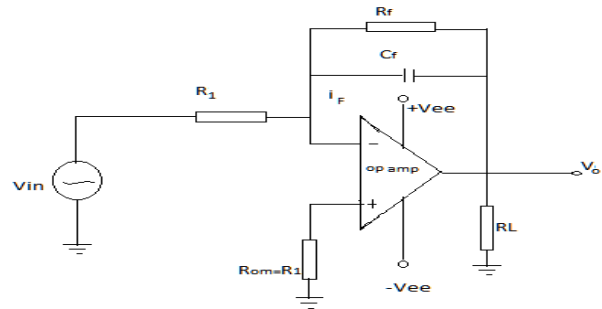 Rf
Cf
R1
iF
+Vee
−
op amp
Vo
Vin
+
RL
Rom=R1
-Vee